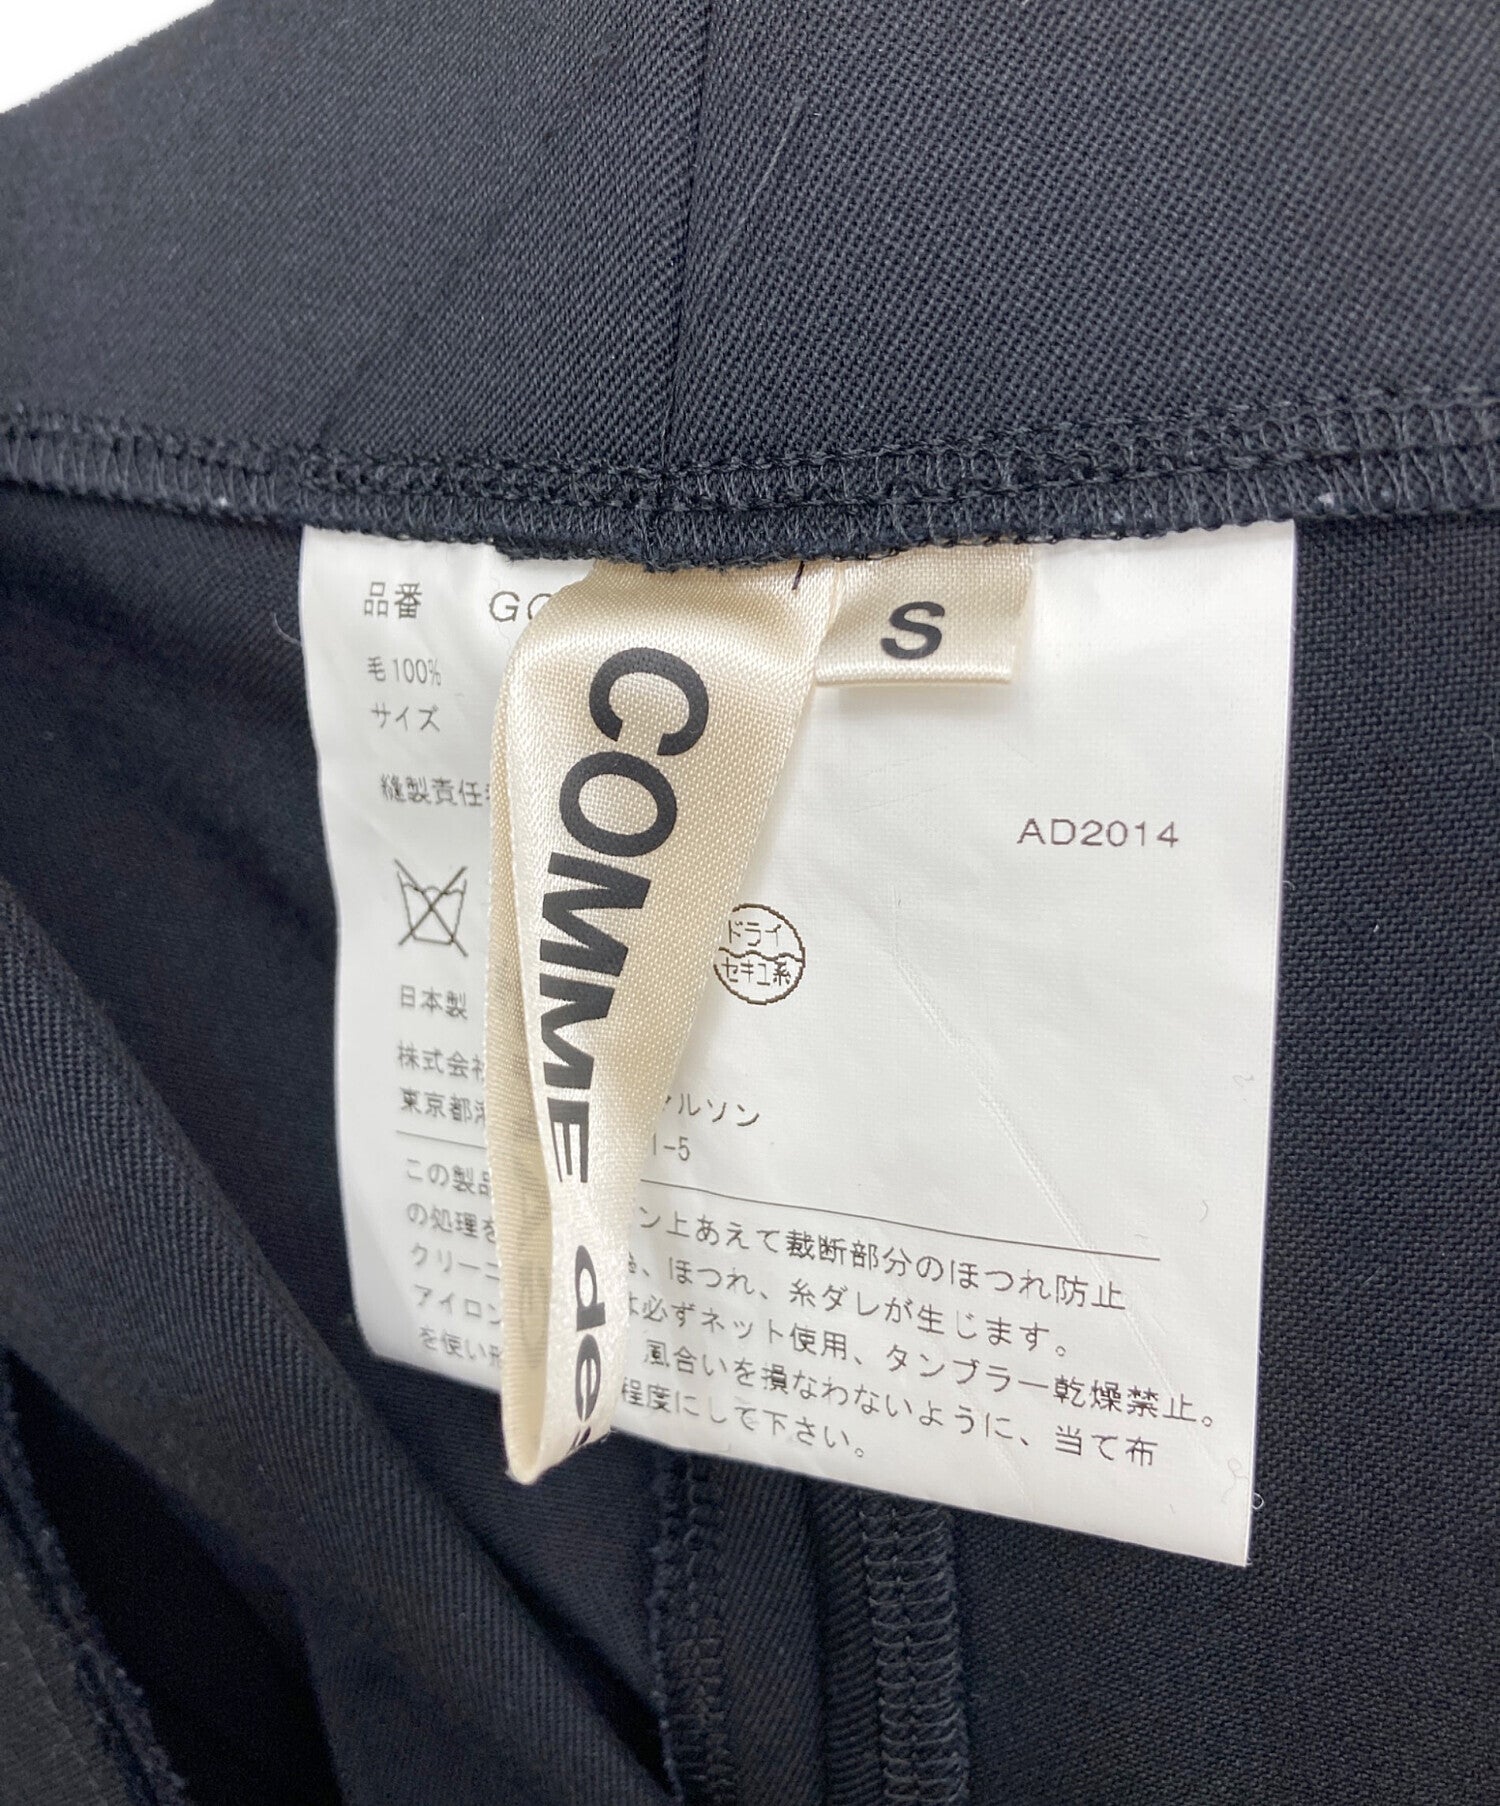 品番
S
毛100%
サイズ
縫製責任
AD2014
ドライ
セキユ系
日本製
株式会社
ルソン
東京都港
1-5
この製品
ン上あえて裁断部分のほつれ防止
の処理を
、ほつれ、糸ダレが生じます。
クリーニ
は必ずネット使用、タンブラー乾燥禁止。
アイロン
風合いを損なわないように、当て布
を使い形
程度にして下さい。
COMME des